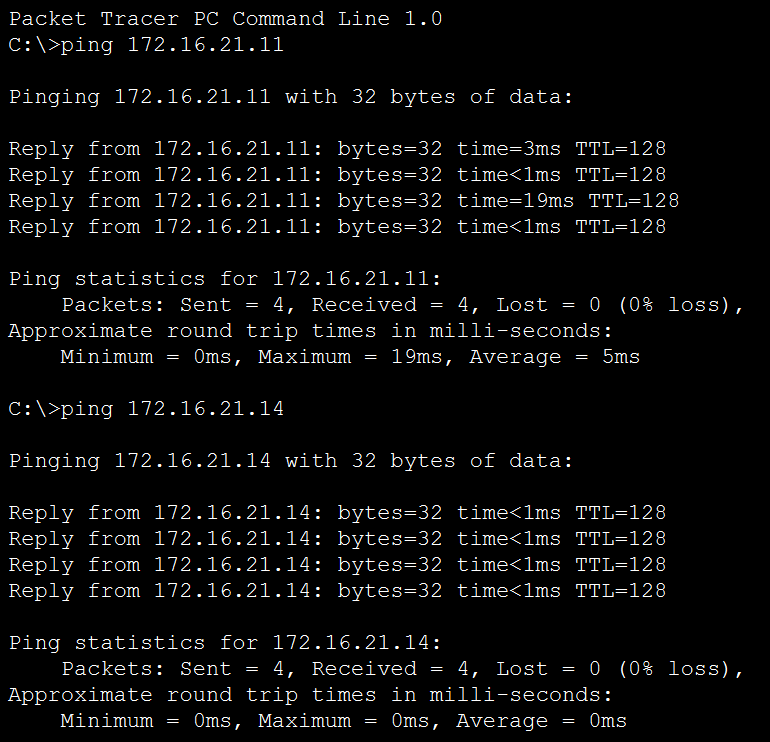 Packet Tracer PC Command Line 1.0
C:\>ping 172.16.21.11
Pinging 172.16.21.11 with 32 bytes of data:
Reply from 172.16.21.11: bytes=32 time=3ms TTL=128
Reply from 172.16.21.11: bytes=32 time<1ms TTL=128
Reply from 172.16.21.11: bytes=32 time=19ms TTL=128
Reply from 172.16.21.11: bytes=32 time<1ms TTL=128
Ping statistics for 172.16.21.11:
    Packets: Sent = 4, Received = 4, Lost = 0 (0% loss),
Approximate round trip times in milli-seconds:
    Minimum = 0ms, Maximum = 19ms, Average = 5ms
C:\>ping 172.16.21.14
Pinging 172.16.21.14 with 32 bytes of data:
Reply from 172.16.21.14: bytes=32 time<1ms TTL=128
Reply from 172.16.21.14: bytes=32 time<1ms TTL=128
Reply from 172.16.21.14: bytes=32 time<1ms TTL=128
Reply from 172.16.21.14: bytes=32 time<1ms TTL=128
Ping statistics for 172.16.21.14:
    Packets: Sent = 4, Received = 4, Lost = 0 (0% loss),
Approximate round trip times in milli-seconds:
    Minimum = 0ms, Maximum = 0ms, Average = 0ms